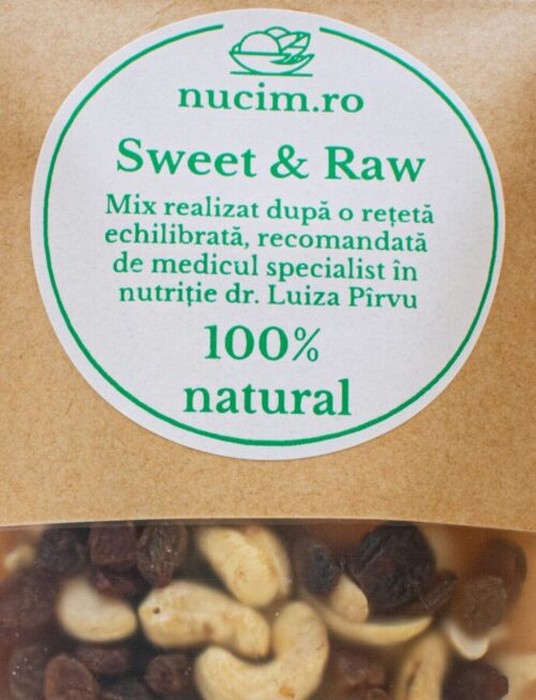 nucim.ro
Sweet & Raw
Mix realizat după o rețetă
echilibrată, recomandată
de medicul specialist în
nutriție dr. Luiza Pîrvu
100%
natural